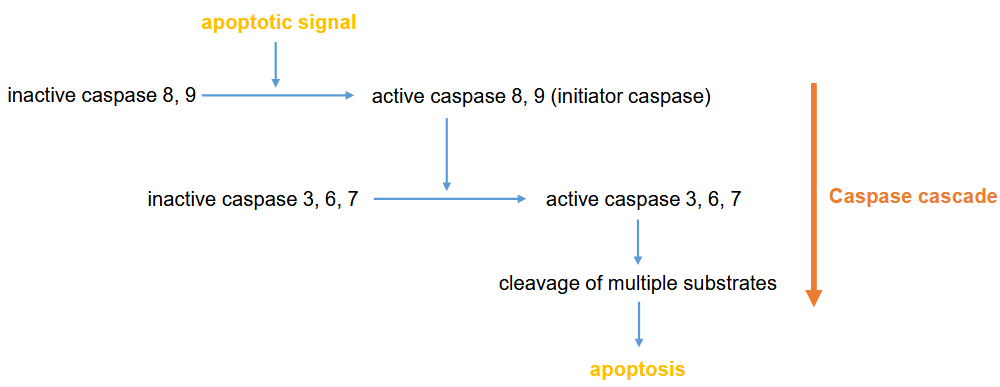 apoptotic signal
inactive caspase 8, 9
active caspase 8, 9 (initiator caspase)
inactive caspase 3, 6, 7
active caspase 3, 6, 7
Caspase cascade
cleavage of multiple substrates
apoptosis